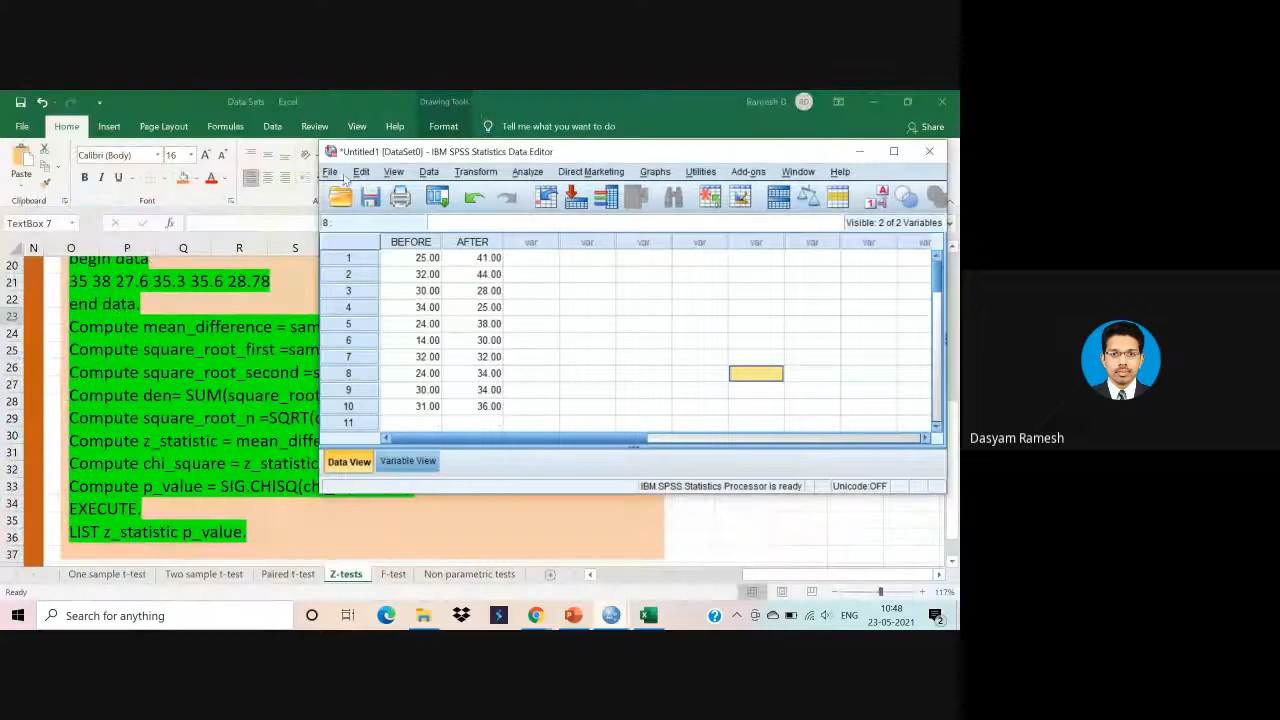 Data Sets - Excel
Drawing Tools
Ramesh D
RD
File Home Insert Page Layout Formulas Data Review View Help Format Tell me what you want to do
Share
Calibri (Body) 16
Paste
B I U
Clipboard
Font
TextBox 7
fx
N O P Q R S
20
21
22
23
24
25
26
27
28
29
30
31
32
33
34
35
36
37
begin data
35 38 27.6 35.3 35.6 28.78
end data.
Compute mean_difference = sam
Compute square_root_first =sam
Compute square_root_second =s
Compute den= SUM(square_root
Compute square_root_n =SQRT(
Compute z_statistic = mean_diffe
Compute chi_square = z_statistic
Compute p_value = SIG.CHISQ(ch
EXECUTE.
LIST z_statistic p_value.
*Untitled1 [DataSet0] - IBM SPSS Statistics Data Editor
File Edit View Data Transform Analyze Direct Marketing Graphs Utilities Add-ons Window Help
8 :
Visible: 2 of 2 Variables
BEFORE AFTER var var var var var var var var
1 25.00 41.00
2 32.00 44.00
3 30.00 28.00
4 34.00 25.00
5 24.00 38.00
6 14.00 30.00
7 32.00 32.00
8 24.00 34.00
9 30.00 34.00
10 31.00 36.00
11 . .
Data View Variable View
IBM SPSS Statistics Processor is ready
Unicode:OFF
One sample t-test Two sample t-test Paired t-test Z-tests F-test Non parametric tests
Ready
117%
Search for anything
ENG
10:48
23-05-2021
2
Dasyam Ramesh